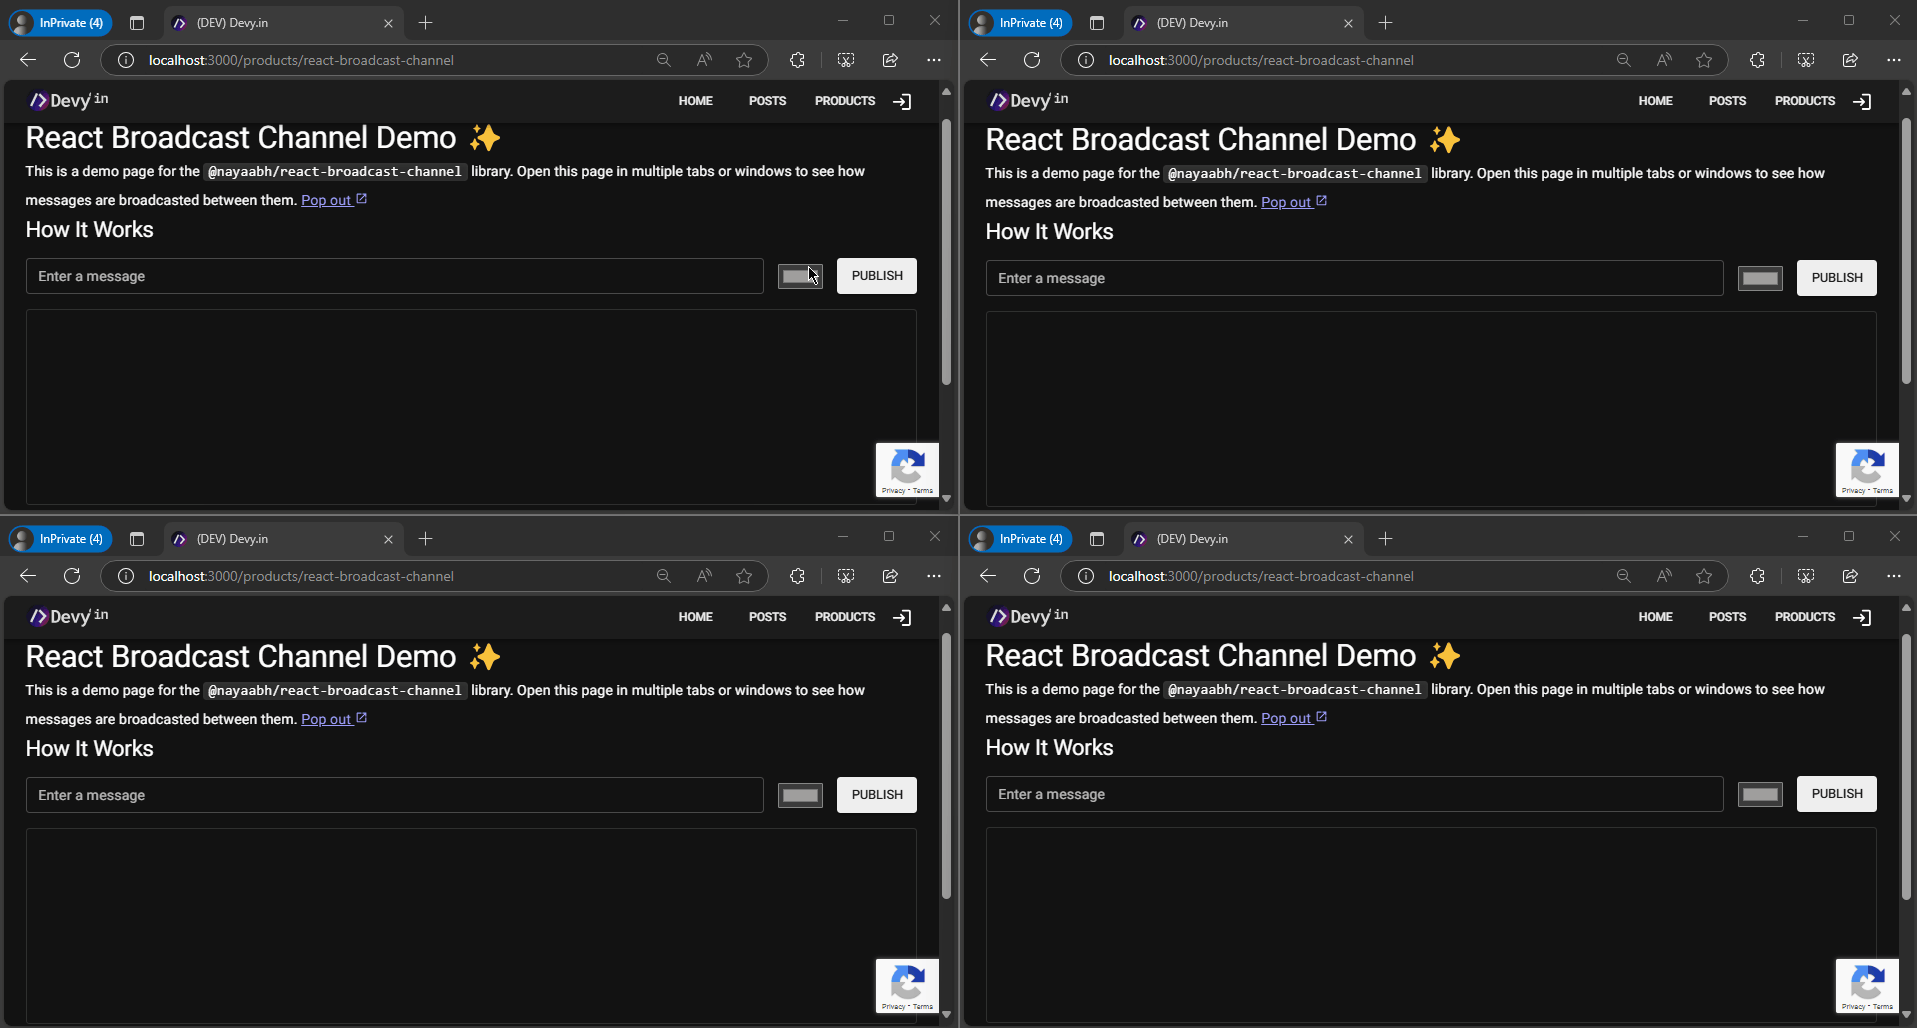 InPrivate (4)
(DEV) Devy.in
localhost:3000/products/react-broadcast-channel
Devy'in
HOME
POSTS
PRODUCTS
React Broadcast Channel Demo ✨
This is a demo page for the @nayaabh/react-broadcast-channel library. Open this page in multiple tabs or windows to see how
messages are broadcasted between them. Pop out
How It Works
Enter a message
PUBLISH
Privacy - Terms
InPrivate (4)
(DEV) Devy.in
localhost:3000/products/react-broadcast-channel
Devy'in
HOME
POSTS
PRODUCTS
React Broadcast Channel Demo ✨
This is a demo page for the @nayaabh/react-broadcast-channel library. Open this page in multiple tabs or windows to see how
messages are broadcasted between them. Pop out
How It Works
Enter a message
PUBLISH
Privacy - Terms
InPrivate (4)
(DEV) Devy.in
localhost:3000/products/react-broadcast-channel
Devy'in
HOME
POSTS
PRODUCTS
React Broadcast Channel Demo ✨
This is a demo page for the @nayaabh/react-broadcast-channel library. Open this page in multiple tabs or windows to see how
messages are broadcasted between them. Pop out
How It Works
Enter a message
PUBLISH
Privacy - Terms
InPrivate (4)
(DEV) Devy.in
localhost:3000/products/react-broadcast-channel
Devy'in
HOME
POSTS
PRODUCTS
React Broadcast Channel Demo ✨
This is a demo page for the @nayaabh/react-broadcast-channel library. Open this page in multiple tabs or windows to see how
messages are broadcasted between them. Pop out
How It Works
Enter a message
PUBLISH
Privacy - Terms